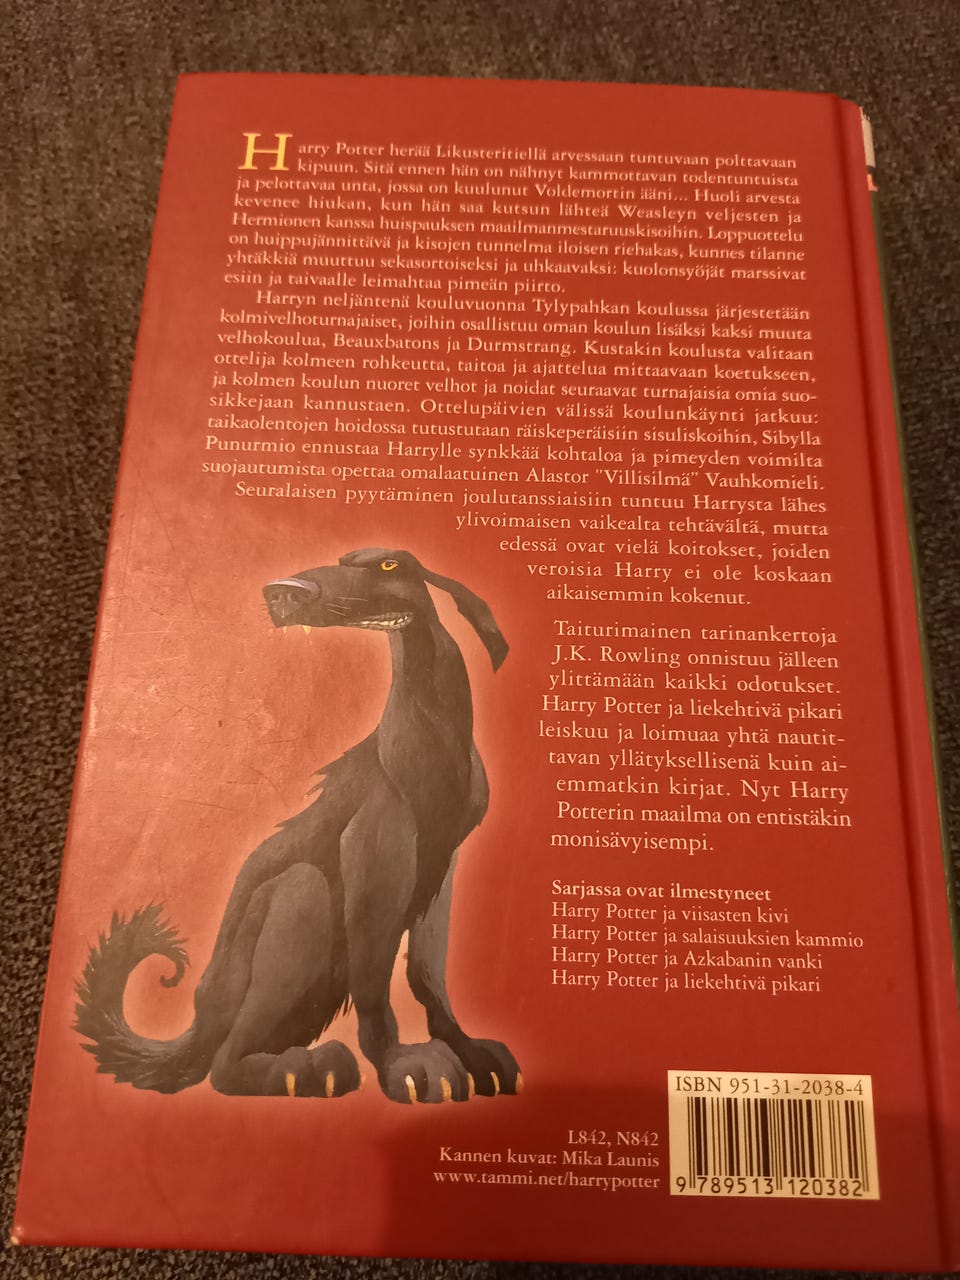 Harry Potter herää Likusteritiellä arvessaan tuntuvaan polttavaan
kipuun. Sitä ennen hän on nähnyt kammottavan todentuntuista
ja pelottavaa unta, jossa on kuulunut Voldemortin ääni... Huoli arvesta
kevenee hiukan, kun hän saa kutsun lähteä Weasleyn veljesten ja
Hermionen kanssa huispauksen maailmanmestaruuskisoihin. Loppuottelu
on huippujännittävä ja kisojen tunnelma iloisen riehakas, kunnes tilanne
yhtäkkiä muuttuu sekasortoiseksi ja uhkaavaksi: kuolonsyöjät marssivat
esiin ja taivaalle leimahtaa pimeän piirto.
Harryn neljäntenä kouluvuonna Tylypahkan koulussa järjestetään
kolmivelhoturnajaiset, joihin osallistuu oman koulun lisäksi kaksi muuta
velhokoulua, Beauxbatons ja Durmstrang. Kustakin koulusta valitaan
ottelija kolmeen rohkeutta, taitoa ja ajattelua mittaavaan koetukseen,
ja kolmen koulun nuoret velhot ja noidat seuraavat turnajaisia omia suo-
sikkejaan kannustaen. Ottelupäivien välissä koulunkäynti jatkuu:
taikaolentojen hoidossa tutustutaan räiskeperäisiin sisuliskoihin, Sibylla
Punurmio ennustaa Harrylle synkkää kohtaloa ja pimeyden voimilta
suojautumista opettaa omalaatuinen Alastor "Villisilmä" Vauhkomieli.
Seuralaisen pyytäminen joulutanssiaisiin tuntuu Harrysta lähes
ylivoimaisen vaikealta tehtävältä, mutta
edessä ovat vielä koitokset, joiden
veroisia Harry ei ole koskaan
aikaisemmin kokenut.
Taiturimainen tarinankertoja
J.K. Rowling onnistuu jälleen
ylittämään kaikki odotukset.
Harry Potter ja liekehtivä pikari
leiskuu ja loimuaa yhtä nautit-
tavan yllätyksellisenä kuin ai-
emmatkin kirjat. Nyt Harry
Potterin maailma on entistäkin
monisävyisempi.
Sarjassa ovat ilmestyneet
Harry Potter ja viisasten kivi
Harry Potter ja salaisuuksien kammio
Harry Potter ja Azkabanin vanki
Harry Potter ja liekehtivä pikari
ISBN 951-31-2038-4
L842, N842
Kannen kuvat: Mika Launis
www.tammi.net/harrypotter
9 789513 120382